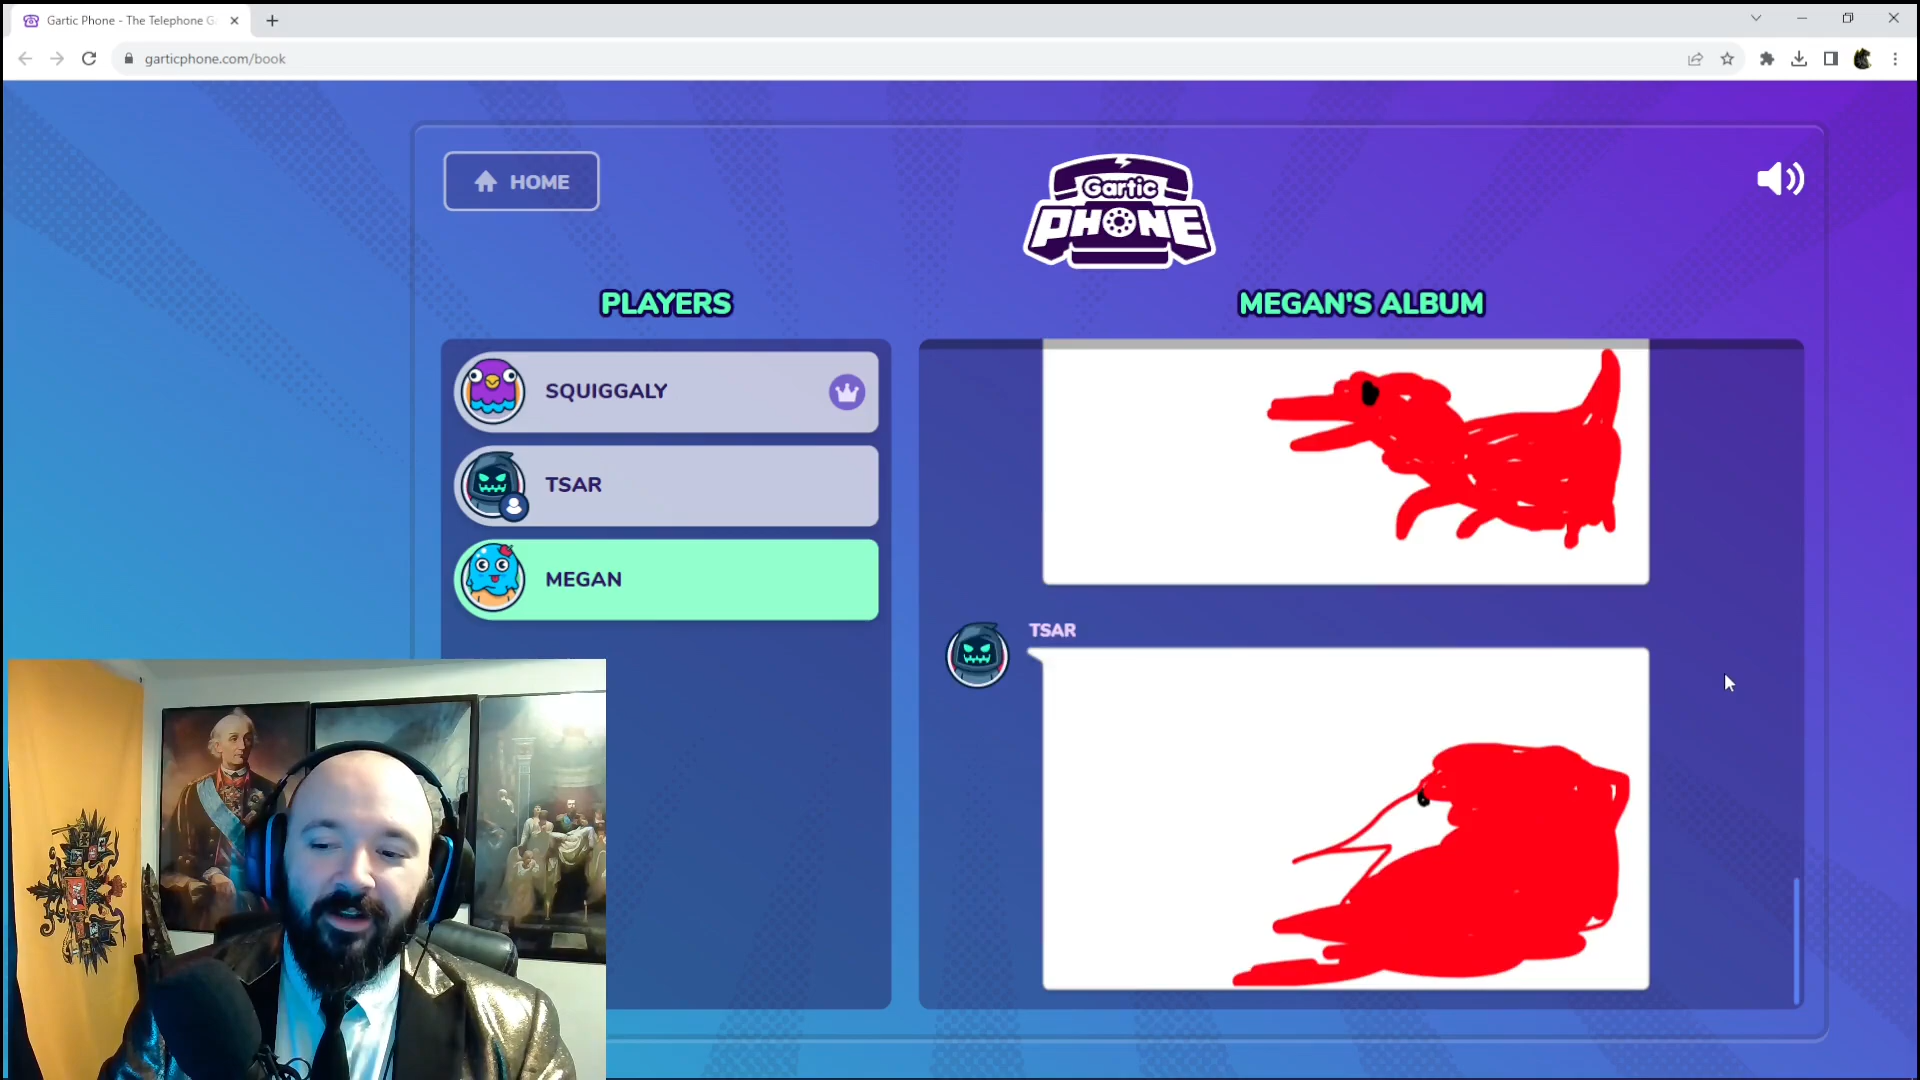 Gartic Phone - The Telephone G
garticphone.com/book
HOME
Gartic
PHONE
PLAYERS
MEGAN'S ALBUM
SQUIGGALY
TSAR
MEGAN
TSAR